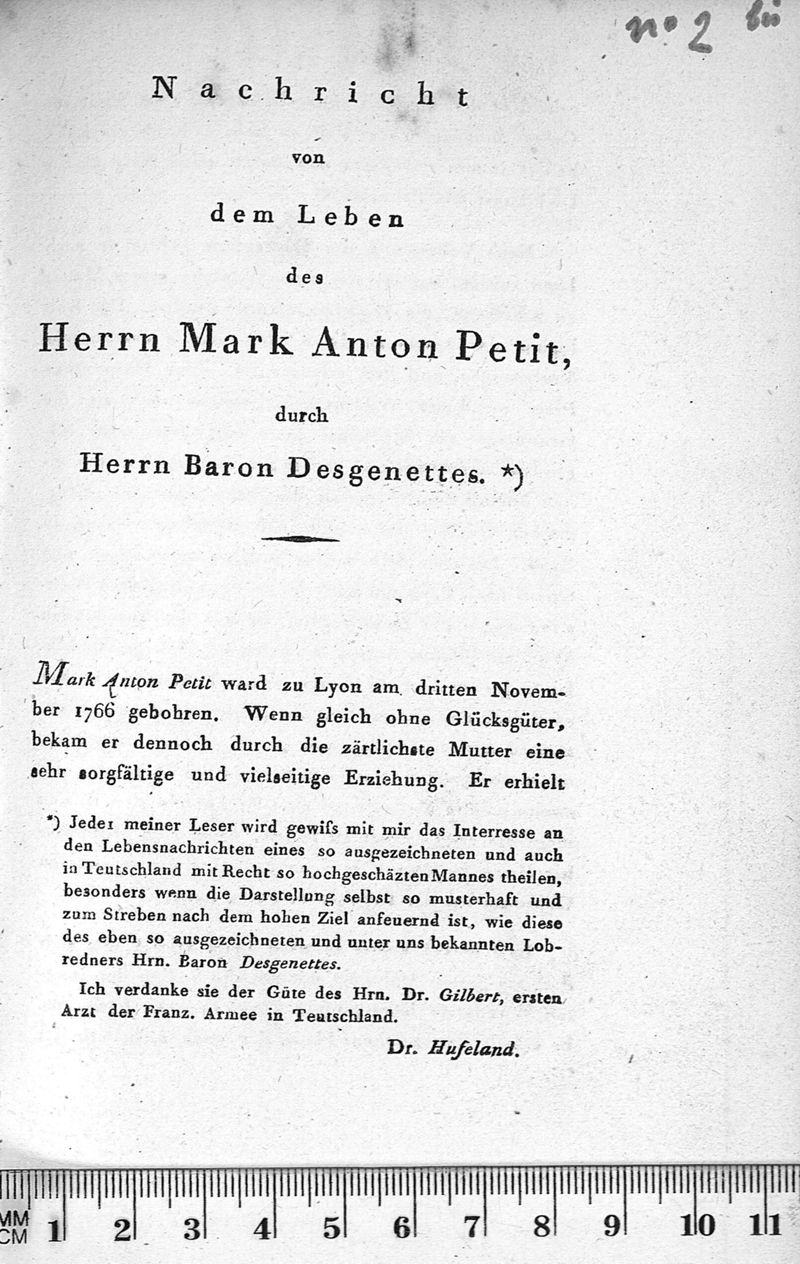 no 2 bis
Nachricht
von
dem Leben
des
Herrn Mark Anton Petit,
durch
Herrn Baron Desgenettes. *)
Mark Anton Petit ward zu Lyon am dritten Novem-
ber 1766 gebohren. Wenn gleich ohne Glücksgüter,
bekam er dennoch durch die zärtlichste Mutter eine
sehr sorgfältige und vielseitige Erziehung. Er erhielt
*) Jeder meiner Leser wird gewifs mit mir das Interresse an
den Lebensnachrichten eines so ausgezeichneten und auch
in Teutschland mit Recht so hochgeschäzten Mannes theilen,
besonders wenn die Darstellung selbst so musterhaft und
zum Streben nach dem hohen Ziel anfeuernd ist, wie diese
des eben so ausgezeichneten und unter uns bekannten Lob-
redners Hrn. Baron Desgenettes.
Ich verdanke sie der Güte des Hrn. Dr. Gilbert, ersten
Arzt der Franz. Armee in Teutschland.
Dr. Hufeland.
MM
CM 1 2 3 4 5 6 7 8 9 10 11